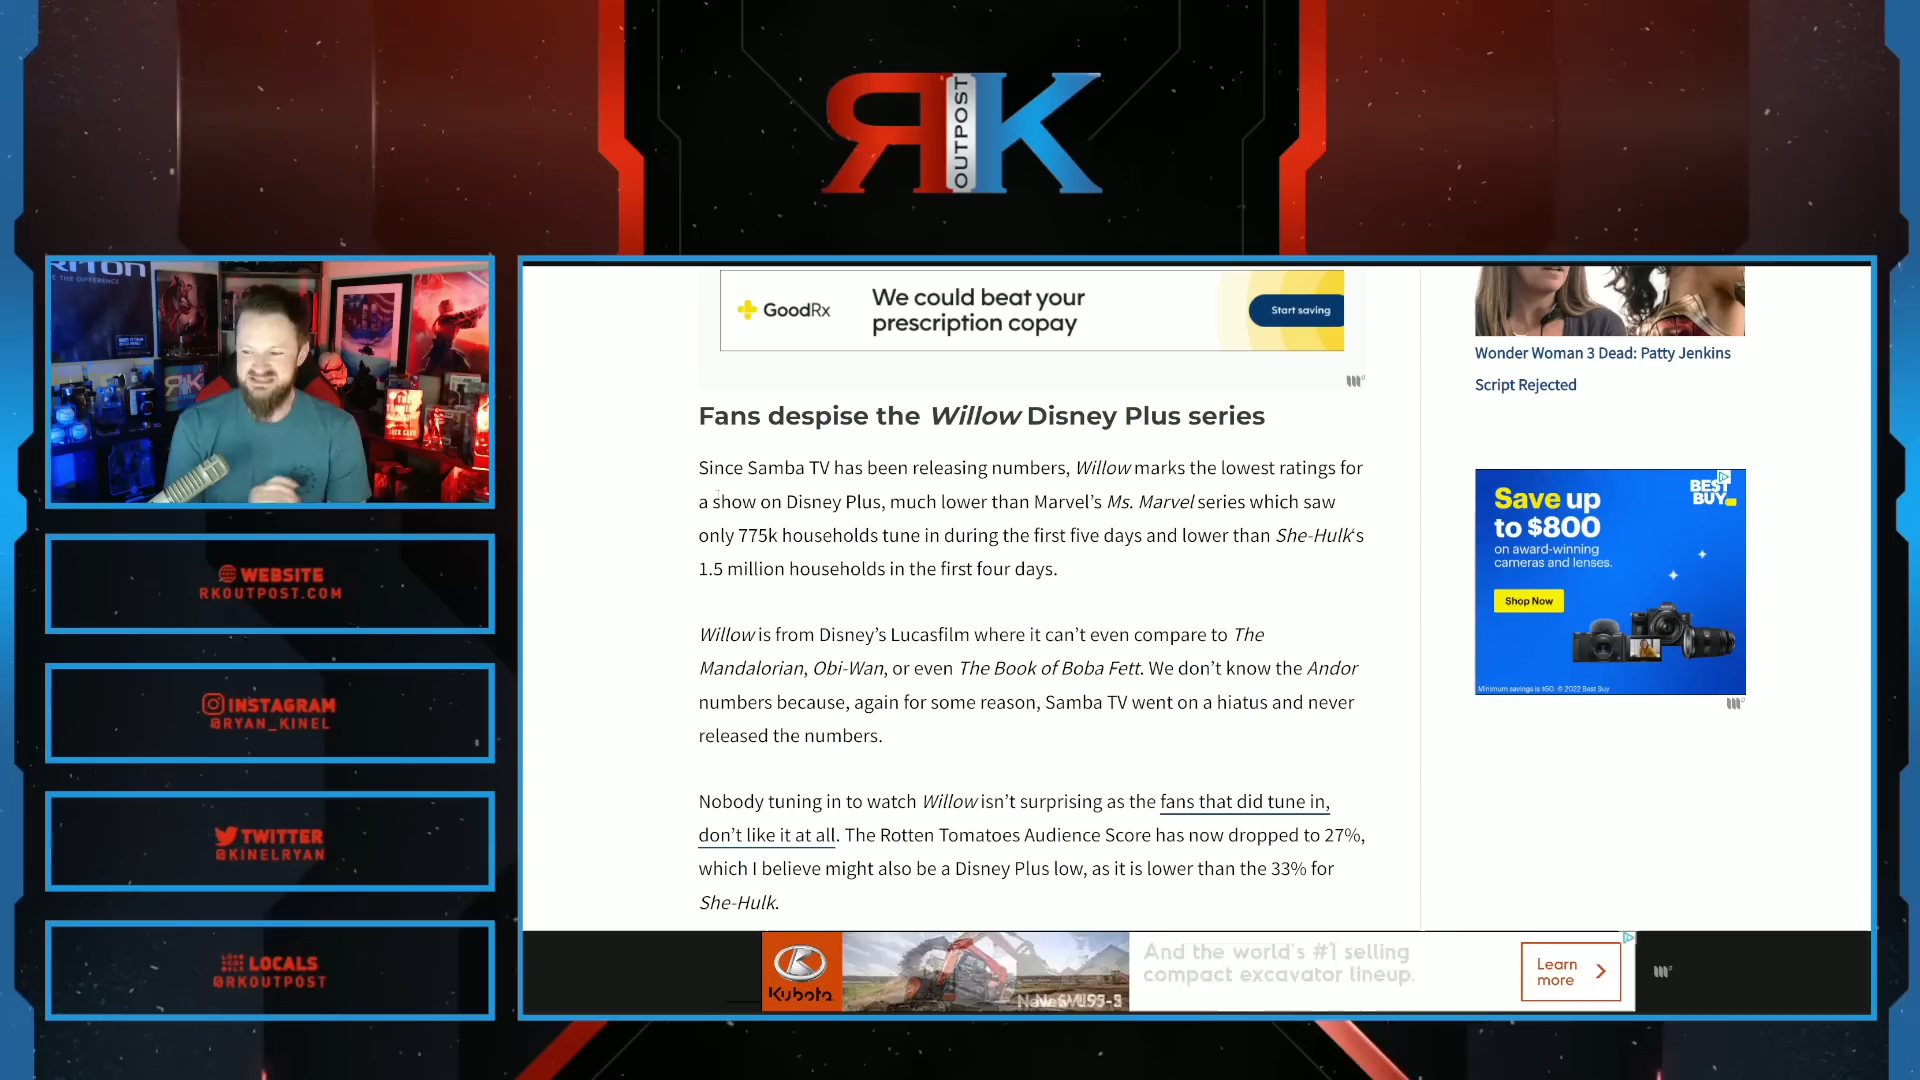 RK
OUTPOST
RITON
THE DIFFERENCE
WEBSITE
RKOUTPOST.COM
INSTAGRAM
@RYAN_KINEL
TWITTER
@KINELRYAN
LOCALS
@RKOUTPOST
GoodRx
We could beat your
prescription copay
Start saving
Fans despise the Willow Disney Plus series
Since Samba TV has been releasing numbers, Willow marks the lowest ratings for
a show on Disney Plus, much lower than Marvel's Ms. Marvel series which saw
only 775k households tune in during the first five days and lower than She-Hulk‘s
1.5 million households in the first four days.
Willow is from Disney's Lucasfilm where it can't even compare to The
Mandalorian, Obi-Wan, or even The Book of Boba Fett. We don't know the Andor
numbers because, again for some reason, Samba TV went on a hiatus and never
released the numbers.
Nobody tuning in to watch Willow isn't surprising as the fans that did tune in,
don't like it at all. The Rotten Tomatoes Audience Score has now dropped to 27%,
which I believe might also be a Disney Plus low, as it is lower than the 33% for
She-Hulk.
Wonder Woman 3 Dead: Patty Jenkins
Script Rejected
Save up
to $800
on award-winning
cameras and lenses.
Shop Now
BEST
BUY
Minimum savings is $50. © 2022 Best Buy
Kubota
And the world's #1 selling
compact excavator lineup.
Learn
more